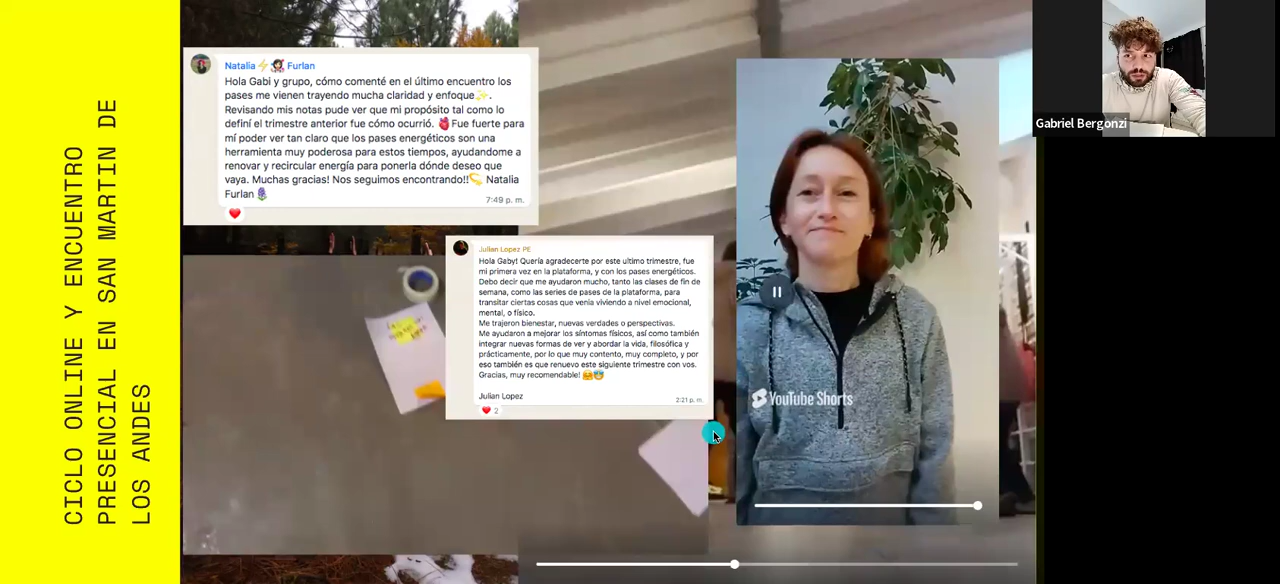 CICLO ONLINE Y ENCUENTRO
PRESENCIAL EN SAN MARTIN DE
LOS ANDES
Natalia ⚡👩🏻‍🚀 Furlan
Hola Gabi y grupo, cómo comenté en el último encuentro los
pases me vienen trayendo mucha claridad y enfoque✨.
Revisando mis notas pude ver que mi propósito tal como lo
definí el trimestre anterior fue cómo ocurrió. 🫀Fue fuerte para
mí poder ver tan claro que los pases energéticos son una
herramienta muy poderosa para estos tiempos, ayudandome a
renovar y recircular energía para ponerla dónde deseo que
vaya. Muchas gracias! Nos seguimos encontrando!!💫 Natalia
Furlan 🪻
7:49 p. m.
Julian Lopez PE
Hola Gaby! Quería agradecerte por este ultimo trimestre, fue
mi primera vez en la plataforma, y con los pases energéticos.
Debo decir que me ayudaron mucho, tanto las clases de fin de
semana, como las series de pases de la plataforma, para
transitar ciertas cosas que venía viviendo a nivel emocional,
mental, o físico.
Me trajeron bienestar, nuevas verdades o perspectivas.
Me ayudaron a mejorar los síntomas físicos, así como también
integrar nuevas formas de ver y abordar la vida, filosófica y
prácticamente, por lo que muy contento, muy completo, y por
eso también es que renuevo este siguiente trimestre con vos.
Gracias, muy recomendable! 🤗😇
Julian Lopez
2:21 p. m.
2
YouTube Shorts
Gabriel Bergonzi